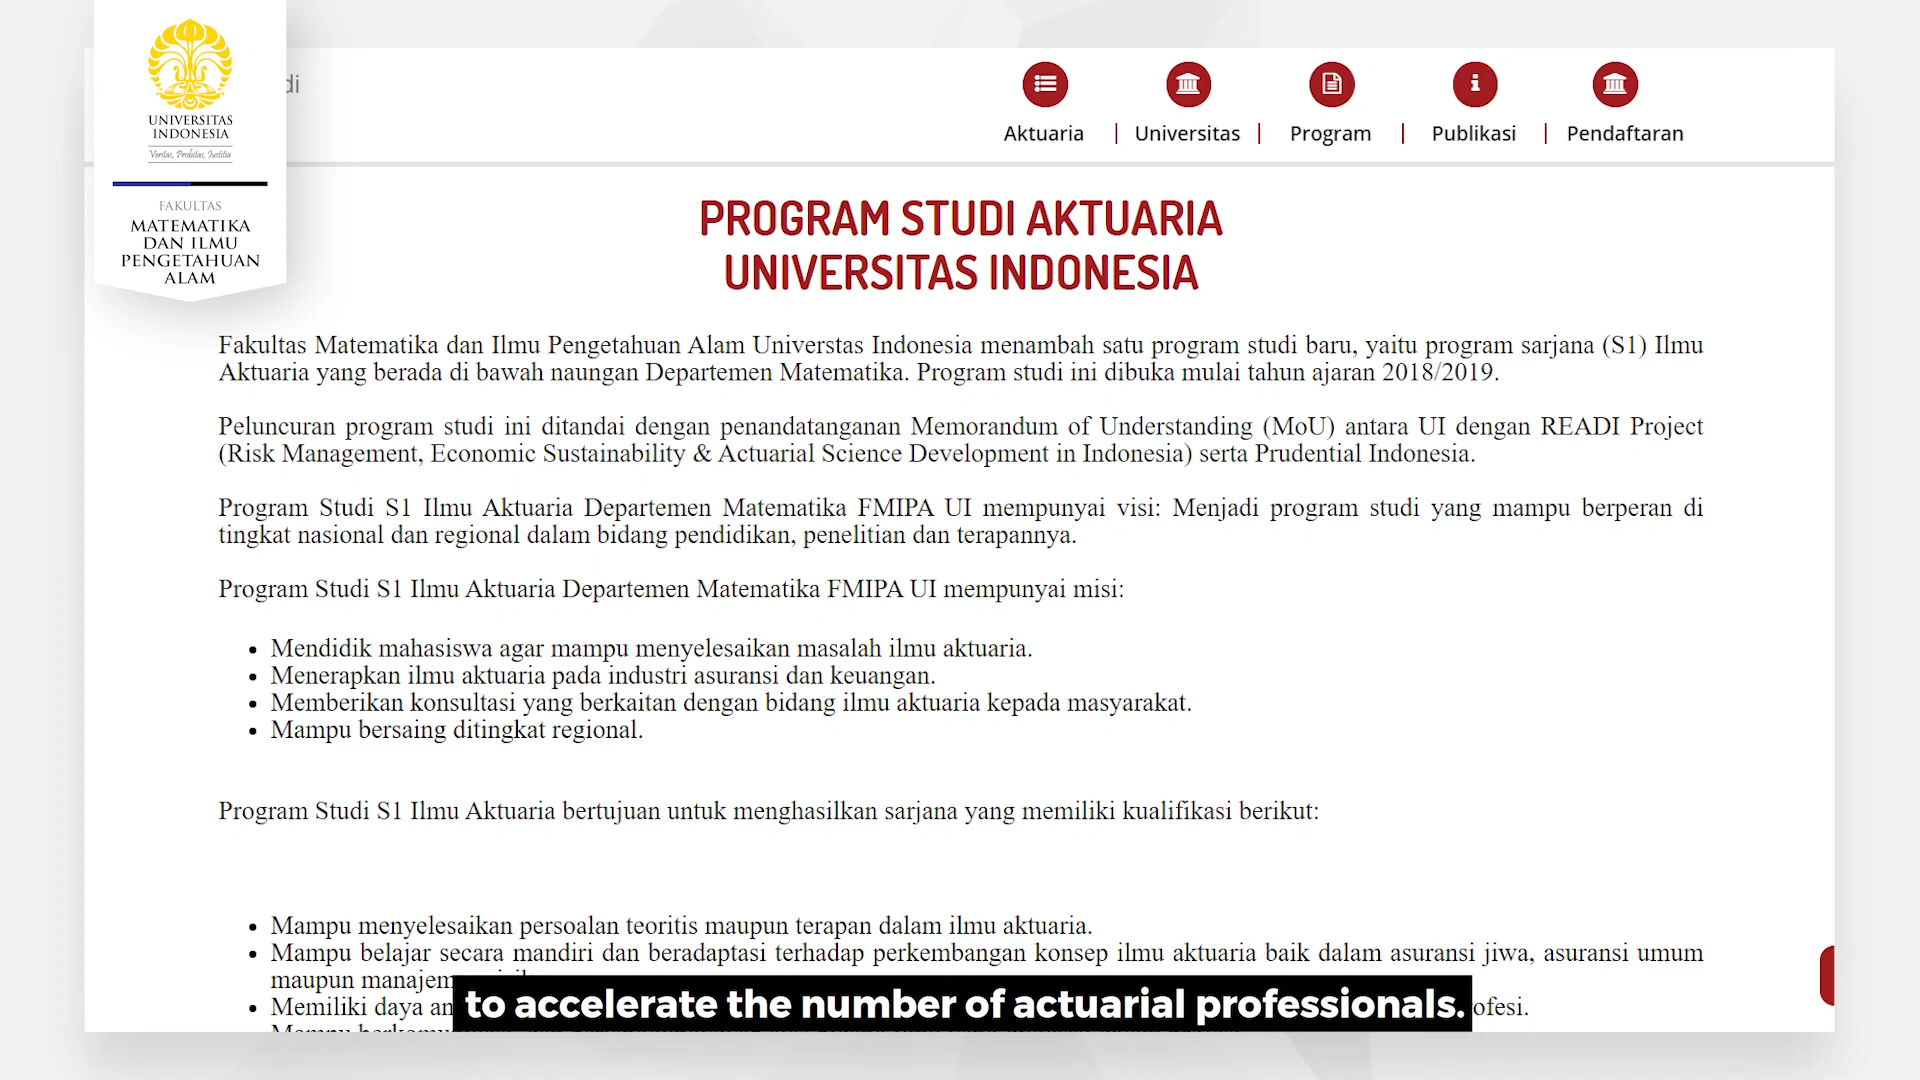 UNIVERSITAS
INDONESIA
Veritas, Probitas, Justitia
FAKULTAS
MATEMATIKA
DAN ILMU
PENGETAHUAN
ALAM
di
Aktuaria | Universitas | Program | Publikasi | Pendaftaran
PROGRAM STUDI AKTUARIA
UNIVERSITAS INDONESIA
Fakultas Matematika dan Ilmu Pengetahuan Alam Universtas Indonesia menambah satu program studi baru, yaitu program sarjana (S1) Ilmu
Aktuaria yang berada di bawah naungan Departemen Matematika. Program studi ini dibuka mulai tahun ajaran 2018/2019.
Peluncuran program studi ini ditandai dengan penandatanganan Memorandum of Understanding (MoU) antara UI dengan READI Project
(Risk Management, Economic Sustainability & Actuarial Science Development in Indonesia) serta Prudential Indonesia.
Program Studi S1 Ilmu Aktuaria Departemen Matematika FMIPA UI mempunyai visi: Menjadi program studi yang mampu berperan di
tingkat nasional dan regional dalam bidang pendidikan, penelitian dan terapannya.
Program Studi S1 Ilmu Aktuaria Departemen Matematika FMIPA UI mempunyai misi:
• Mendidik mahasiswa agar mampu menyelesaikan masalah ilmu aktuaria.
• Menerapkan ilmu aktuaria pada industri asuransi dan keuangan.
• Memberikan konsultasi yang berkaitan dengan bidang ilmu aktuaria kepada masyarakat.
• Mampu bersaing ditingkat regional.
Program Studi S1 Ilmu Aktuaria bertujuan untuk menghasilkan sarjana yang memiliki kualifikasi berikut:
• Mampu menyelesaikan persoalan teoritis maupun terapan dalam ilmu aktuaria.
• Mampu belajar secara mandiri dan beradaptasi terhadap perkembangan konsep ilmu aktuaria baik dalam asuransi jiwa, asuransi umum
maupun manajem
• Memiliki daya an ofesi.
to accelerate the number of actuarial professionals.